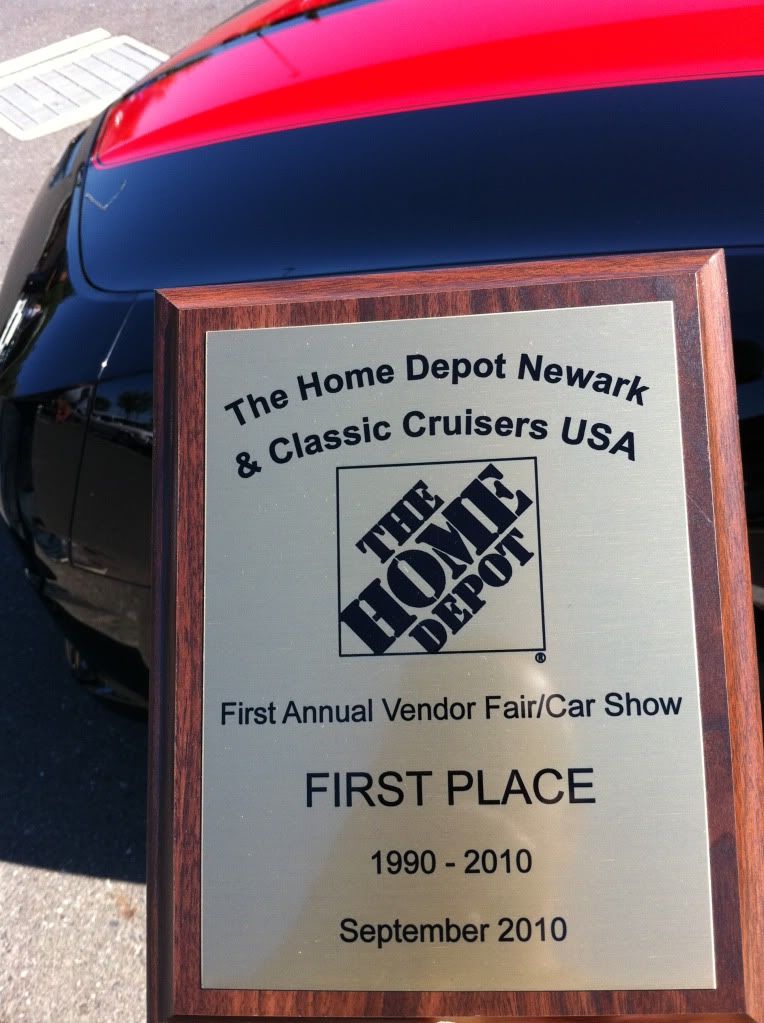 The Home Depot Newark
& Classic Cruisers USA
THE
HOME
DEPOT
®
First Annual Vendor Fair/Car Show
FIRST PLACE
1990 - 2010
September 2010